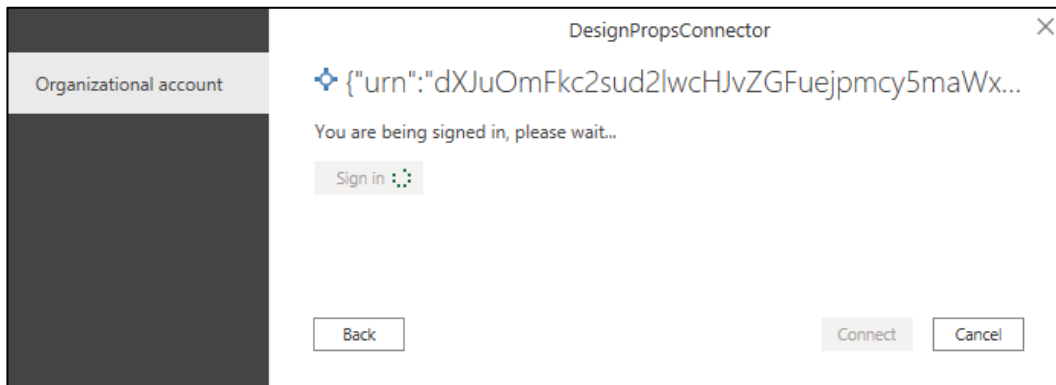 DesignPropsConnector
Organizational account
{"urn":"dXJuOmFkc2sud2lwcHJvZGFuejpmcy5maWx...
You are being signed in, please wait...
Sign in
Back
Connect
Cancel